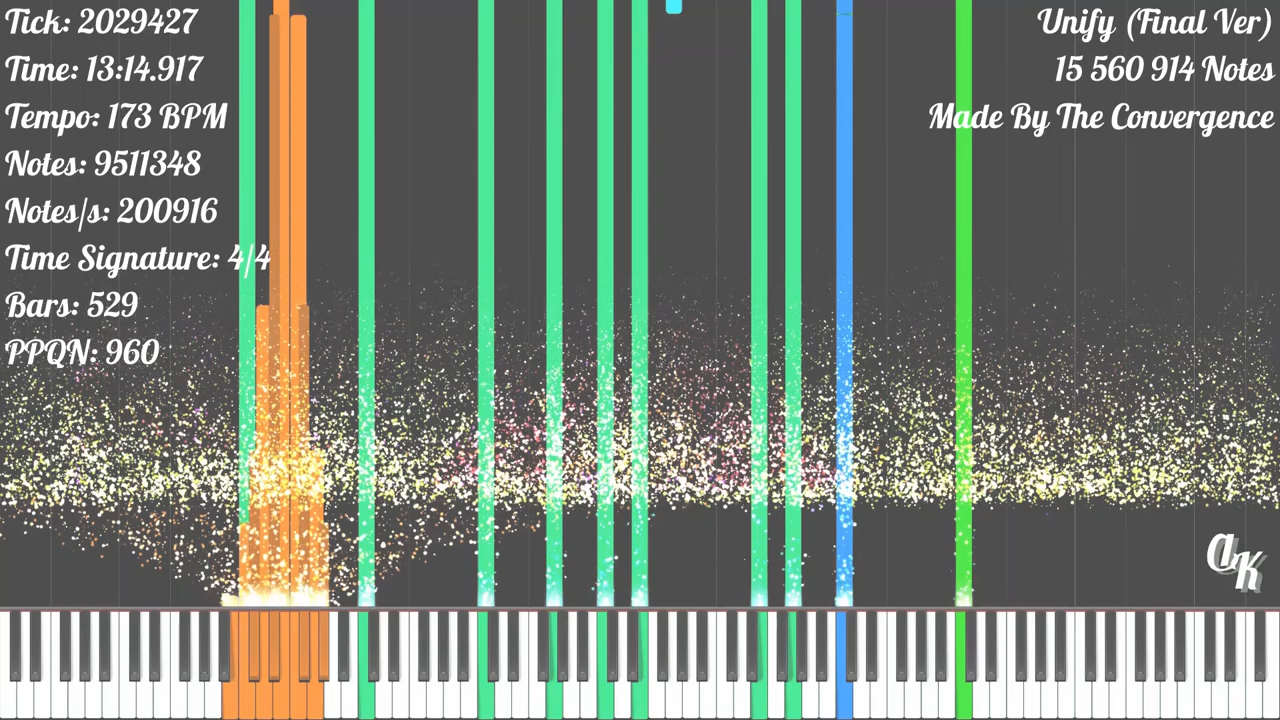 Tick: 2029427
Time: 13:14.917
Tempo: 173 BPM
Notes: 9511348
Notes/s: 200916
Time Signature: 4/4
Bars: 529
PPQN: 960
Unify (Final Ver)
15 560 914 Notes
Made By The Convergence
aK